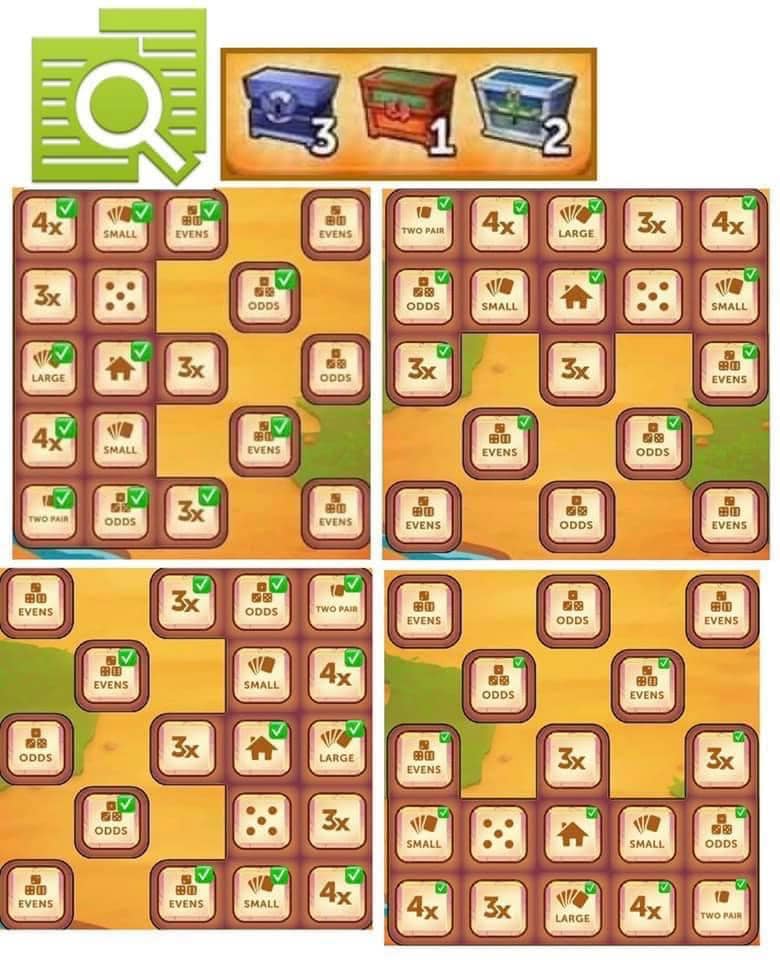 3 1 2
4x SMALL EVENS EVENS
3x ODDS
LARGE 3x ODDS
4x SMALL EVENS
TWO PAIR ODDS 3x EVENS
TWO PAIR 4x LARGE 3x 4x
ODDS SMALL SMALL
3x 3x EVENS
EVENS ODDS
EVENS ODDS EVENS
EVENS 3x ODDS TWO PAIR
EVENS SMALL 4x
ODDS 3x LARGE
ODDS 3x
EVENS EVENS SMALL 4x
EVENS ODDS EVENS
ODDS EVENS
EVENS 3x 3x
SMALL SMALL ODDS
4x 3x LARGE 4x TWO PAIR